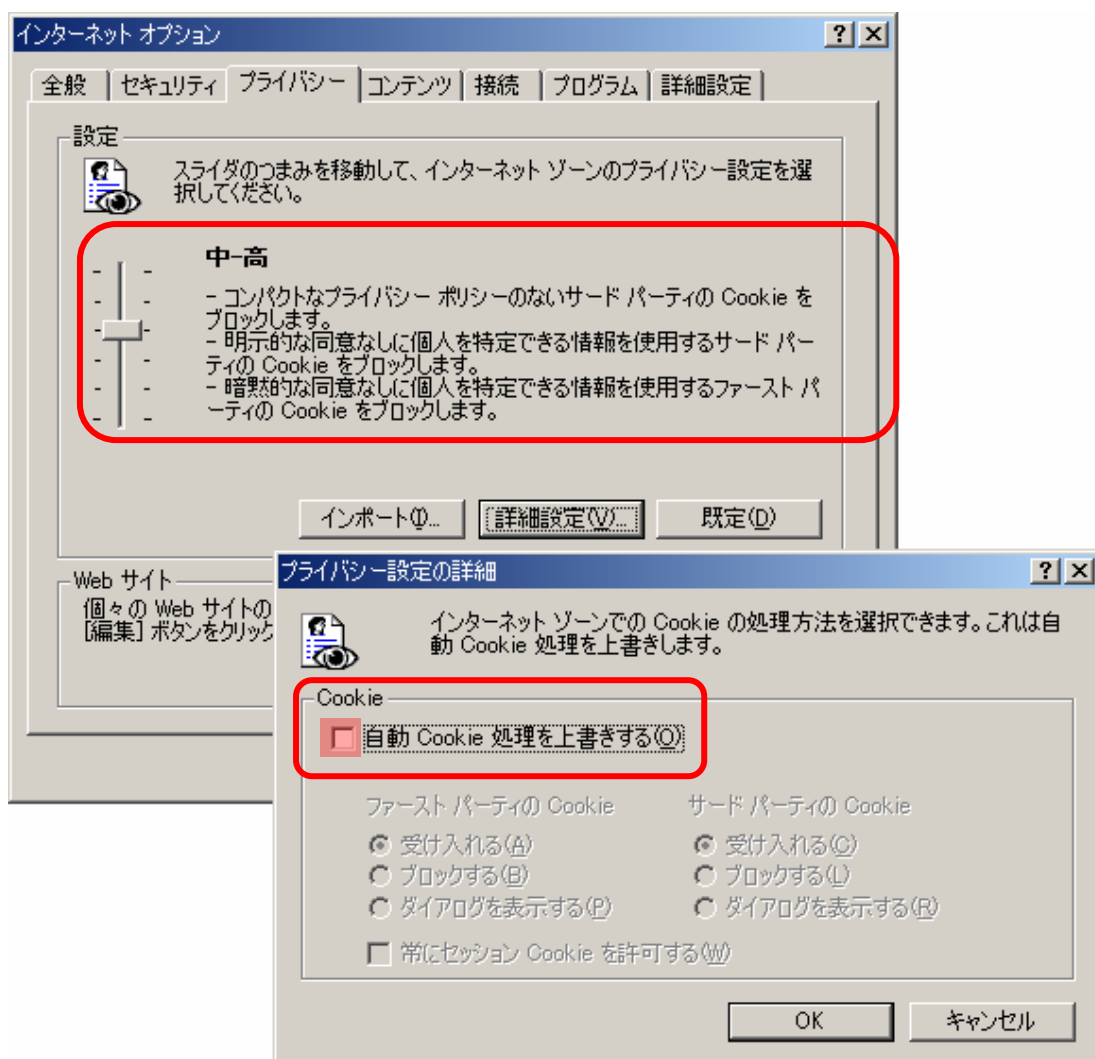 インターネット オプション
全般 セキュリティ プライバシー コンテンツ 接続 プログラム 詳細設定
設定
スライダのつまみを移動して、インターネット ゾーンのプライバシー設定を選
択してください。
中-高
- コンパクトなプライバシー ポリシーのないサード パーティの Cookie を
ブロックします。
- 明示的な同意なしに個人を特定できる情報を使用するサード パー
ティの Cookie をブロックします。
- 暗黙的な同意なしに個人を特定できる情報を使用するファースト パ
ーティの Cookie をブロックします。
インポート(I)... 詳細設定(V)... 既定(D)
Web サイト
個々の Web サイトの
[編集] ボタンをクリック
プライバシー設定の詳細
インターネット ゾーンでの Cookie の処理方法を選択できます。これは自
動 Cookie 処理を上書きします。
Cookie
自動 Cookie 処理を上書きする(O)
ファースト パーティの Cookie サード パーティの Cookie
受け入れる(A) 受け入れる(C)
ブロックする(B) ブロックする(L)
ダイアログを表示する(P) ダイアログを表示する(R)
常にセッション Cookie を許可する(W)
OK キャンセル